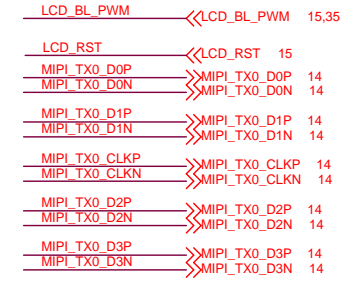 LCD_BL_PWM LCD_BL_PWM 15,35
LCD_RST LCD_RST 15
MIPI_TX0_D0P MIPI_TX0_D0P 14
MIPI_TX0_D0N MIPI_TX0_D0N 14
MIPI_TX0_D1P MIPI_TX0_D1P 14
MIPI_TX0_D1N MIPI_TX0_D1N 14
MIPI_TX0_CLKP MIPI_TX0_CLKP 14
MIPI_TX0_CLKN MIPI_TX0_CLKN 14
MIPI_TX0_D2P MIPI_TX0_D2P 14
MIPI_TX0_D2N MIPI_TX0_D2N 14
MIPI_TX0_D3P MIPI_TX0_D3P 14
MIPI_TX0_D3N MIPI_TX0_D3N 14